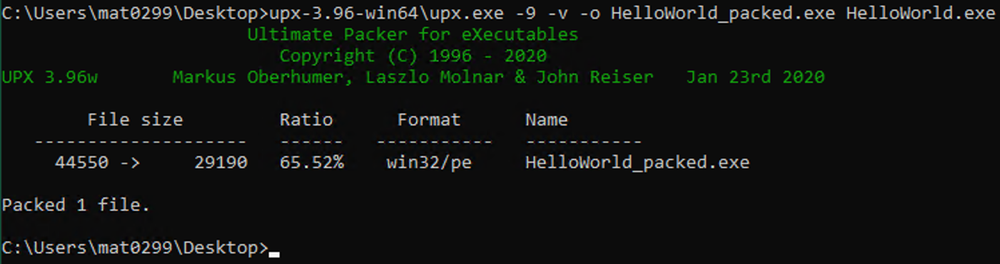 C:\Users\mat0299\Desktop>upx-3.96-win64\upx.exe -9 -v -o HelloWorld_packed.exe HelloWorld.exe
Ultimate Packer for eXecutables
Copyright (C) 1996 - 2020
UPX 3.96w       Markus Oberhumer, Laszlo Molnar & John Reiser   Jan 23rd 2020
File size         Ratio      Format      Name
--------------------   ------   -----------   -----------
44550 ->     29190   65.52%    win32/pe     HelloWorld_packed.exe
Packed 1 file.
C:\Users\mat0299\Desktop>